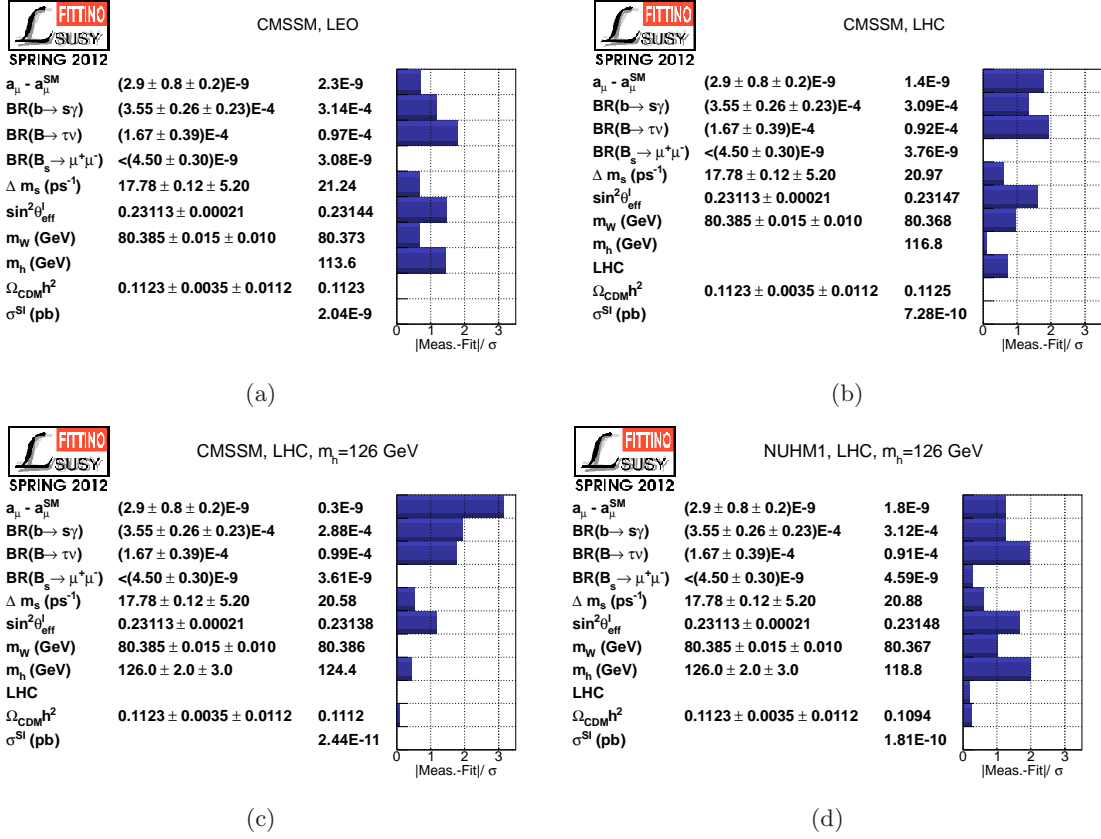 FITTINO
L SUSY
SPRING 2012
CMSSM, LEO
a_μ - a_μ^SM (2.9 ± 0.8 ± 0.2)E-9 2.3E-9
BR(b→ sγ) (3.55 ± 0.26 ± 0.23)E-4 3.14E-4
BR(B→ τν) (1.67 ± 0.39)E-4 0.97E-4
BR(B_s → μ⁺μ⁻) <(4.50 ± 0.30)E-9 3.08E-9
Δ m_s (ps⁻¹) 17.78 ± 0.12 ± 5.20 21.24
sin²θ^l_eff 0.23113 ± 0.00021 0.23144
m_W (GeV) 80.385 ± 0.015 ± 0.010 80.373
m_h (GeV) 113.6
Ω_CDM h² 0.1123 ± 0.0035 ± 0.0112 0.1123
σ^SI (pb) 2.04E-9
0 1 2 3
|Meas.-Fit|/ σ
(a)
FITTINO
L SUSY
SPRING 2012
CMSSM, LHC
a_μ - a_μ^SM (2.9 ± 0.8 ± 0.2)E-9 1.4E-9
BR(b→ sγ) (3.55 ± 0.26 ± 0.23)E-4 3.09E-4
BR(B→ τν) (1.67 ± 0.39)E-4 0.92E-4
BR(B_s → μ⁺μ⁻) <(4.50 ± 0.30)E-9 3.76E-9
Δ m_s (ps⁻¹) 17.78 ± 0.12 ± 5.20 20.97
sin²θ^l_eff 0.23113 ± 0.00021 0.23147
m_W (GeV) 80.385 ± 0.015 ± 0.010 80.368
m_h (GeV) 116.8
LHC
Ω_CDM h² 0.1123 ± 0.0035 ± 0.0112 0.1125
σ^SI (pb) 7.28E-10
0 1 2 3
|Meas.-Fit|/ σ
(b)
FITTINO
L SUSY
SPRING 2012
CMSSM, LHC, m_h=126 GeV
a_μ - a_μ^SM (2.9 ± 0.8 ± 0.2)E-9 0.3E-9
BR(b→ sγ) (3.55 ± 0.26 ± 0.23)E-4 2.88E-4
BR(B→ τν) (1.67 ± 0.39)E-4 0.99E-4
BR(B_s → μ⁺μ⁻) <(4.50 ± 0.30)E-9 3.61E-9
Δ m_s (ps⁻¹) 17.78 ± 0.12 ± 5.20 20.58
sin²θ^l_eff 0.23113 ± 0.00021 0.23138
m_W (GeV) 80.385 ± 0.015 ± 0.010 80.386
m_h (GeV) 126.0 ± 2.0 ± 3.0 124.4
LHC
Ω_CDM h² 0.1123 ± 0.0035 ± 0.0112 0.1112
σ^SI (pb) 2.44E-11
0 1 2 3
|Meas.-Fit|/ σ
(c)
FITTINO
L SUSY
SPRING 2012
NUHM1, LHC, m_h=126 GeV
a_μ - a_μ^SM (2.9 ± 0.8 ± 0.2)E-9 1.8E-9
BR(b→ sγ) (3.55 ± 0.26 ± 0.23)E-4 3.12E-4
BR(B→ τν) (1.67 ± 0.39)E-4 0.91E-4
BR(B_s → μ⁺μ⁻) <(4.50 ± 0.30)E-9 4.59E-9
Δ m_s (ps⁻¹) 17.78 ± 0.12 ± 5.20 20.88
sin²θ^l_eff 0.23113 ± 0.00021 0.23148
m_W (GeV) 80.385 ± 0.015 ± 0.010 80.367
m_h (GeV) 126.0 ± 2.0 ± 3.0 118.8
LHC
Ω_CDM h² 0.1123 ± 0.0035 ± 0.0112 0.1094
σ^SI (pb) 1.81E-10
0 1 2 3
|Meas.-Fit|/ σ
(d)